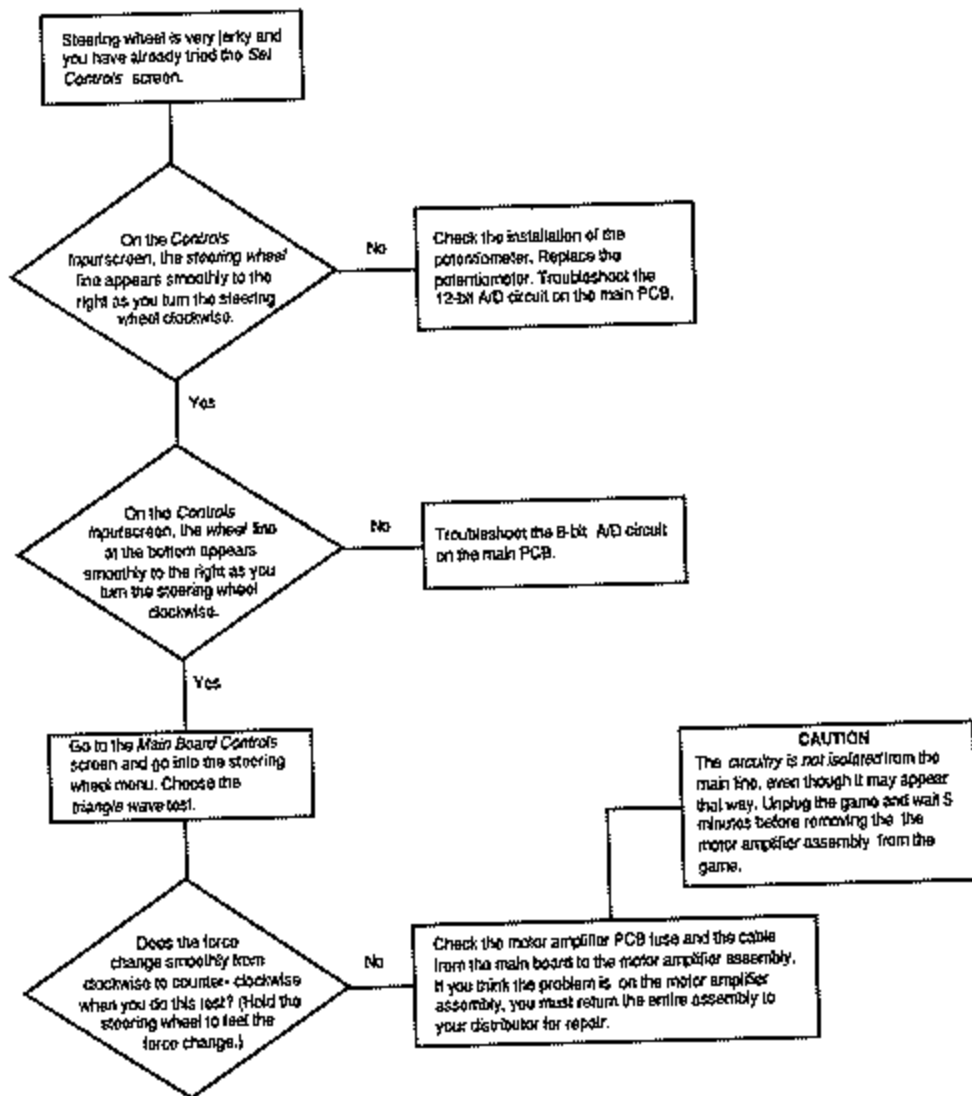 Steering wheel is very jerky and
you have already tried the Set
Controls screen.
On the Controls
Input screen, the steering wheel
line appears smoothly to the
right as you turn the steering
wheel clockwise.
No
Check the installation of the
potentiometer. Replace the
potentiometer. Troubleshoot the
12-bit A/D circuit on the main PCB.
Yes
On the Controls
Input screen, the wheel line
at the bottom appears
smoothly to the right as you
turn the steering wheel
clockwise.
No
Troubleshoot the 8-bit A/D circuit
on the main PCB.
Yes
Go to the Main Board Controls
screen and go into the steering
wheel menu. Choose the
triangle wave test.
CAUTION
The circuitry is not isolated from the
main line, even though it may appear
that way. Unplug the game and wait 5
minutes before removing the the
motor amplifier assembly from the
game.
Does the force
change smoothly from
clockwise to counter- clockwise
when you do this test? (Hold the
steering wheel to feel the
force change.)
No
Check the motor amplifier PCB fuse and the cable
from the main board to the motor amplifier assembly.
If you think the problem is on the motor amplifier
assembly, you must return the entire assembly to
your distributor for repair.